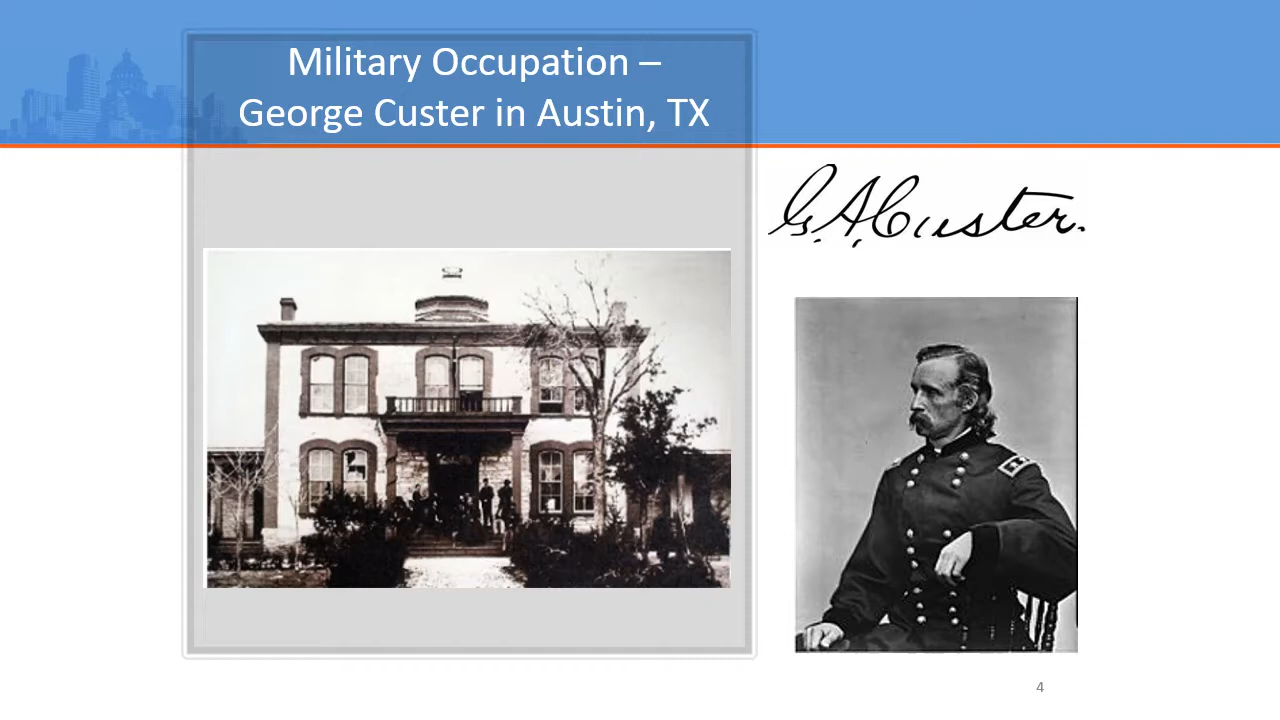 Military Occupation –
George Custer in Austin, TX
G. A. Custer.
4